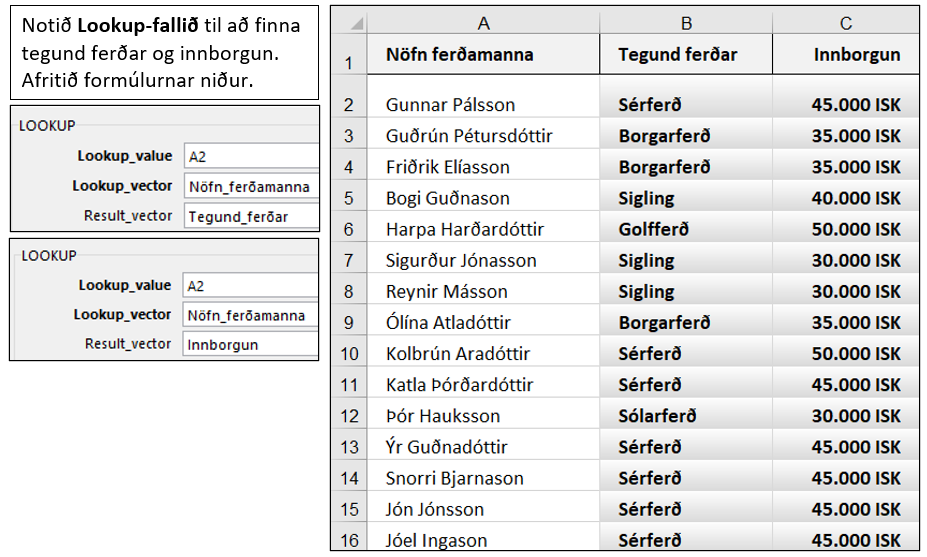 Notið Lookup-fallið til að finna
tegund ferðar og innborgun.
Afritið formúlurnar niður.
LOOKUP
Lookup_value A2
Lookup_vector Nöfn_ferðamanna
Result_vector Tegund_ferðar
LOOKUP
Lookup_value A2
Lookup_vector Nöfn_ferðamanna
Result_vector Innborgun
A B C
1 Nöfn ferðamanna Tegund ferðar Innborgun
2 Gunnar Pálsson Sérferð 45.000 ISK
3 Guðrún Pétursdóttir Borgarferð 35.000 ISK
4 Friðrik Elíasson Borgarferð 35.000 ISK
5 Bogi Guðnason Sigling 40.000 ISK
6 Harpa Harðardóttir Golfferð 50.000 ISK
7 Sigurður Jónasson Sigling 30.000 ISK
8 Reynir Másson Sigling 30.000 ISK
9 Ólína Atladóttir Borgarferð 35.000 ISK
10 Kolbrún Aradóttir Sérferð 50.000 ISK
11 Katla Þórðardóttir Sérferð 45.000 ISK
12 Þór Hauksson Sólarferð 30.000 ISK
13 Ýr Guðnadóttir Sérferð 45.000 ISK
14 Snorri Bjarnason Sérferð 45.000 ISK
15 Jón Jónsson Sérferð 45.000 ISK
16 Jóel Ingason Sérferð 45.000 ISK